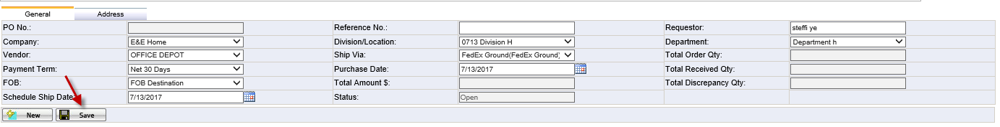 General Address
PO No.: Reference No.: Requestor: steffi ye
Company: E&E Home Division/Location: 0713 Division H Department: Department h
Vendor: OFFICE DEPOT Ship Via: FedEx Ground(FedEx Ground) Total Order Qty:
Payment Term: Net 30 Days Purchase Date: 7/13/2017 Total Received Qty:
FOB: FOB Destination Total Amount $: Total Discrepancy Qty:
Schedule Ship Date 7/13/2017 Status: Open
New Save